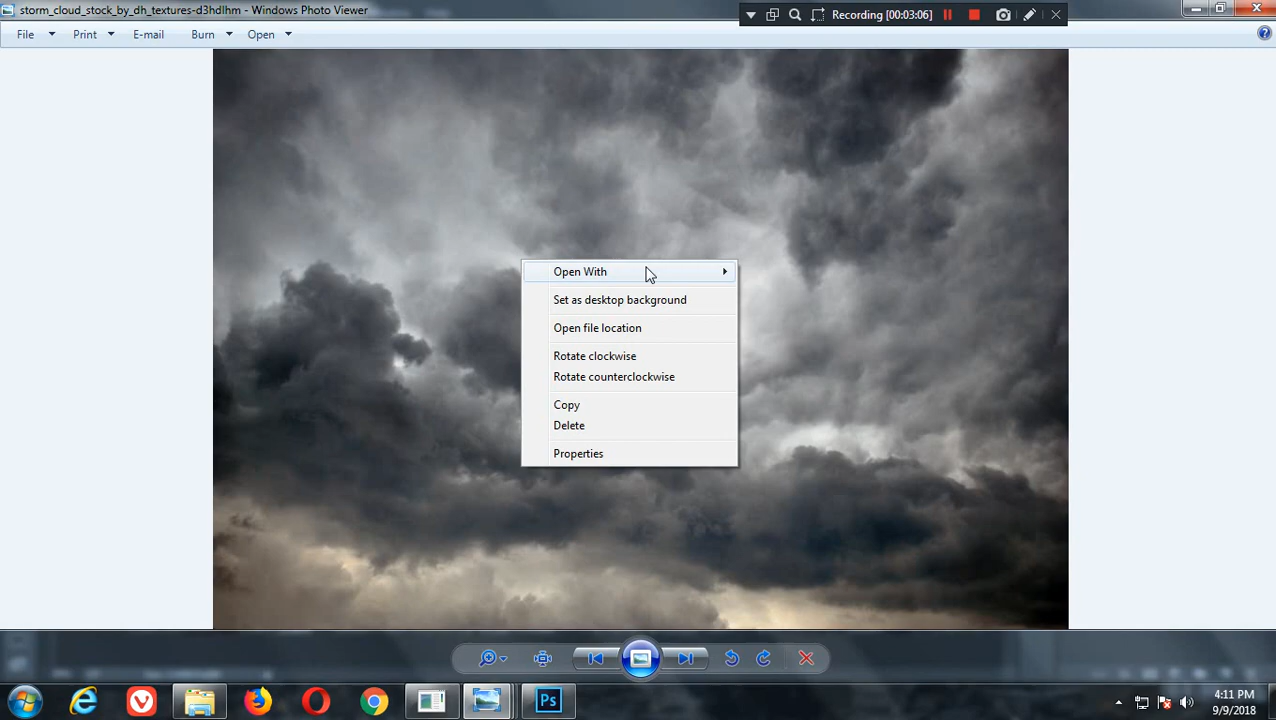 storm_cloud_stock_by_dh_textures-d3hdlhm - Windows Photo Viewer
Recording [00:03:06]
File Print E-mail Burn Open
Open With
Set as desktop background
Open file location
Rotate clockwise
Rotate counterclockwise
Copy
Delete
Properties
Ps
4:11 PM
9/9/2018